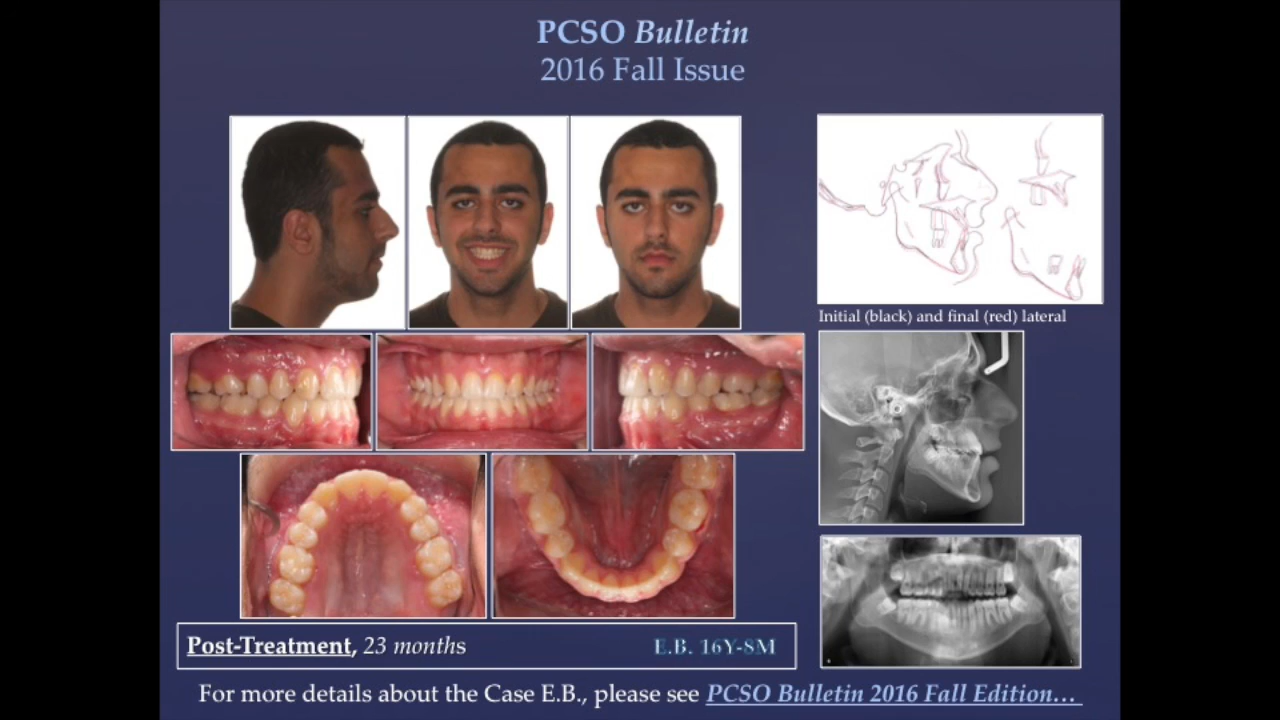 PCSO Bulletin
2016 Fall Issue
Initial (black) and final (red) lateral
Post-Treatment, 23 months
E.B. 16Y-8M
For more details about the Case E.B., please see PCSO Bulletin 2016 Fall Edition…